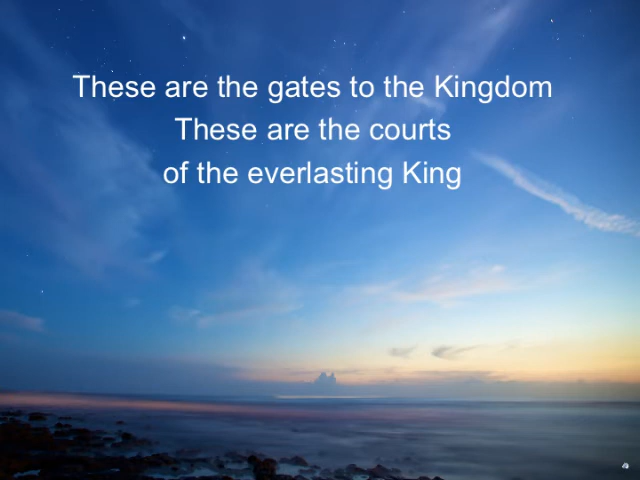 These are the gates to the Kingdom
These are the courts
of the everlasting King